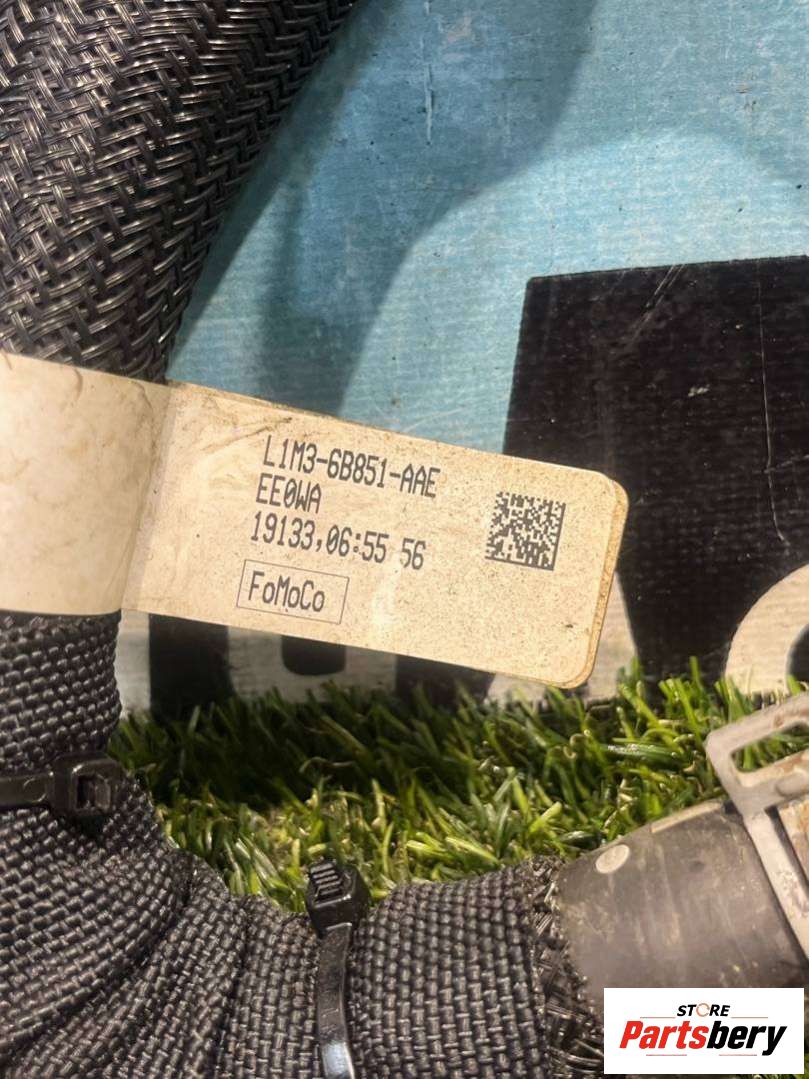 L1M3-6B851-AAE
EE0WA
19133,06:55 56
FoMoCo
STORE
Partsbery